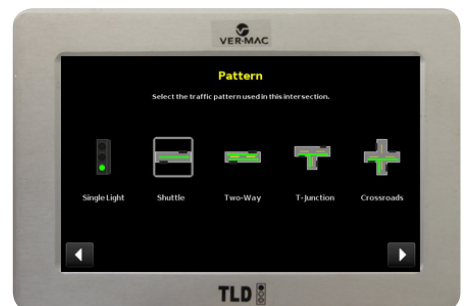 VER-MAC
Pattern
Select the traffic pattern used in this intersection.
Single Light
Shuttle
Two-Way
T-Junction
Crossroads
TLD